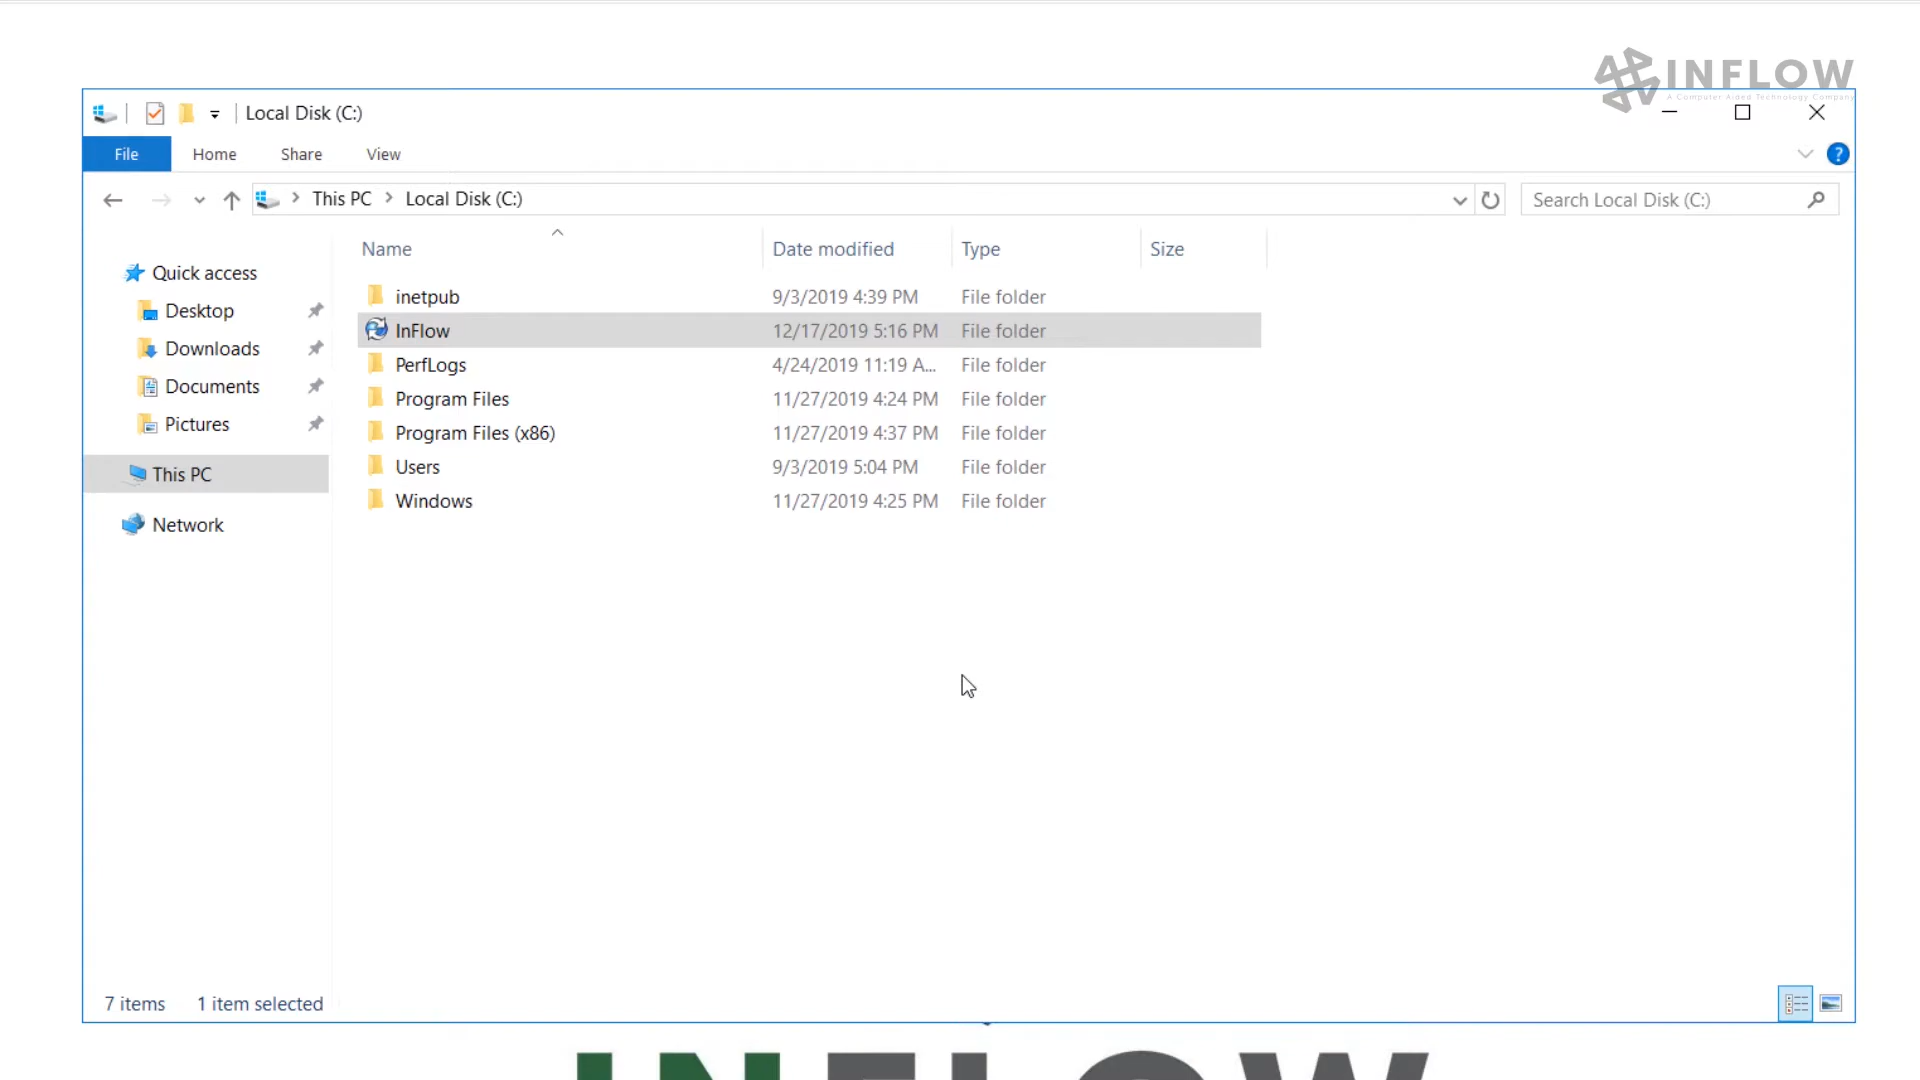 INFLOW
A Computer Aided Technology Company
Local Disk (C:)
File Home Share View
This PC Local Disk (C:) Search Local Disk (C:)
Name Date modified Type Size
Quick access
Desktop
Downloads
Documents
Pictures
This PC
Network
inetpub 9/3/2019 4:39 PM File folder
InFlow 12/17/2019 5:16 PM File folder
PerfLogs 4/24/2019 11:19 A... File folder
Program Files 11/27/2019 4:24 PM File folder
Program Files (x86) 11/27/2019 4:37 PM File folder
Users 9/3/2019 5:04 PM File folder
Windows 11/27/2019 4:25 PM File folder
7 items 1 item selected
INFLOW